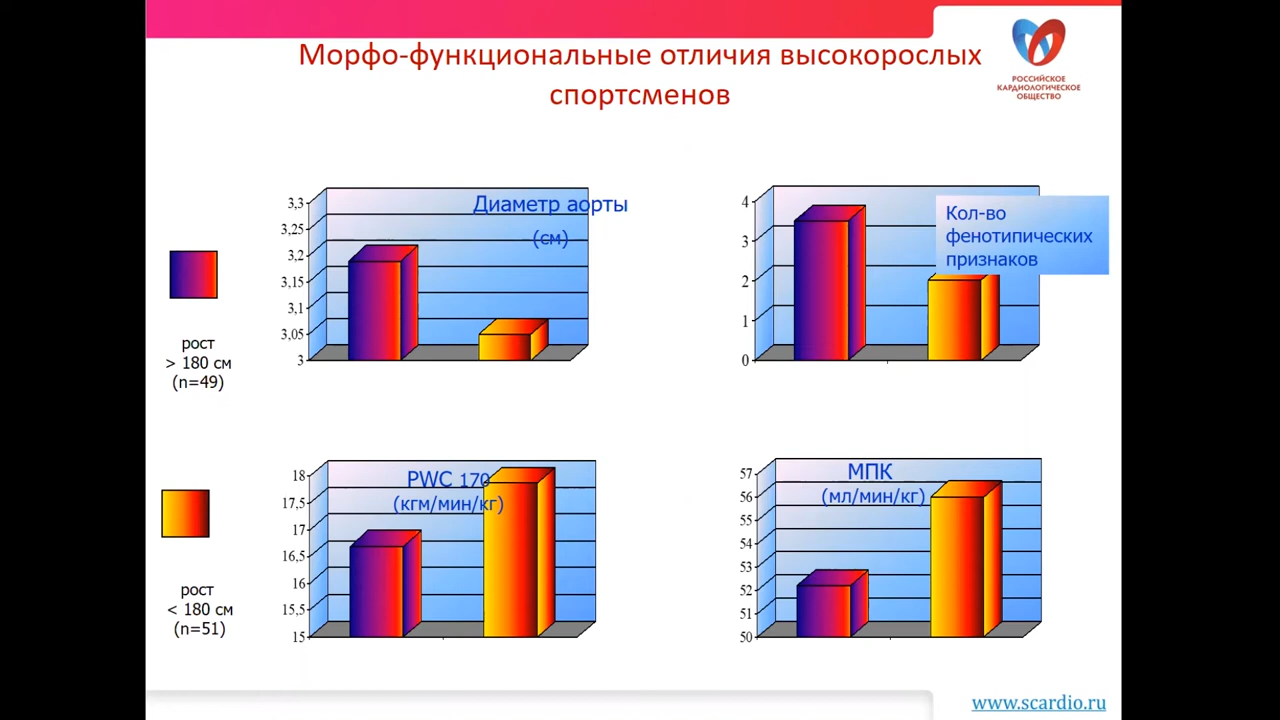 Морфо-функциональные отличия высокорослых
спортсменов
РОССИЙСКОЕ
КАРДИОЛОГИЧЕСКОЕ
ОБЩЕСТВО
рост
> 180 см
(n=49)
рост
< 180 см
(n=51)
Диаметр аорты
(см)
3,3
3,25
3,2
3,15
3,1
3,05
3
Кол-во
фенотипических
признаков
4
3
2
1
0
PWC 170
(кгм/мин/кг)
18
17,5
17
16,5
16
15,5
15
МПК
(мл/мин/кг)
57
56
55
54
53
52
51
50
www.scardio.ru